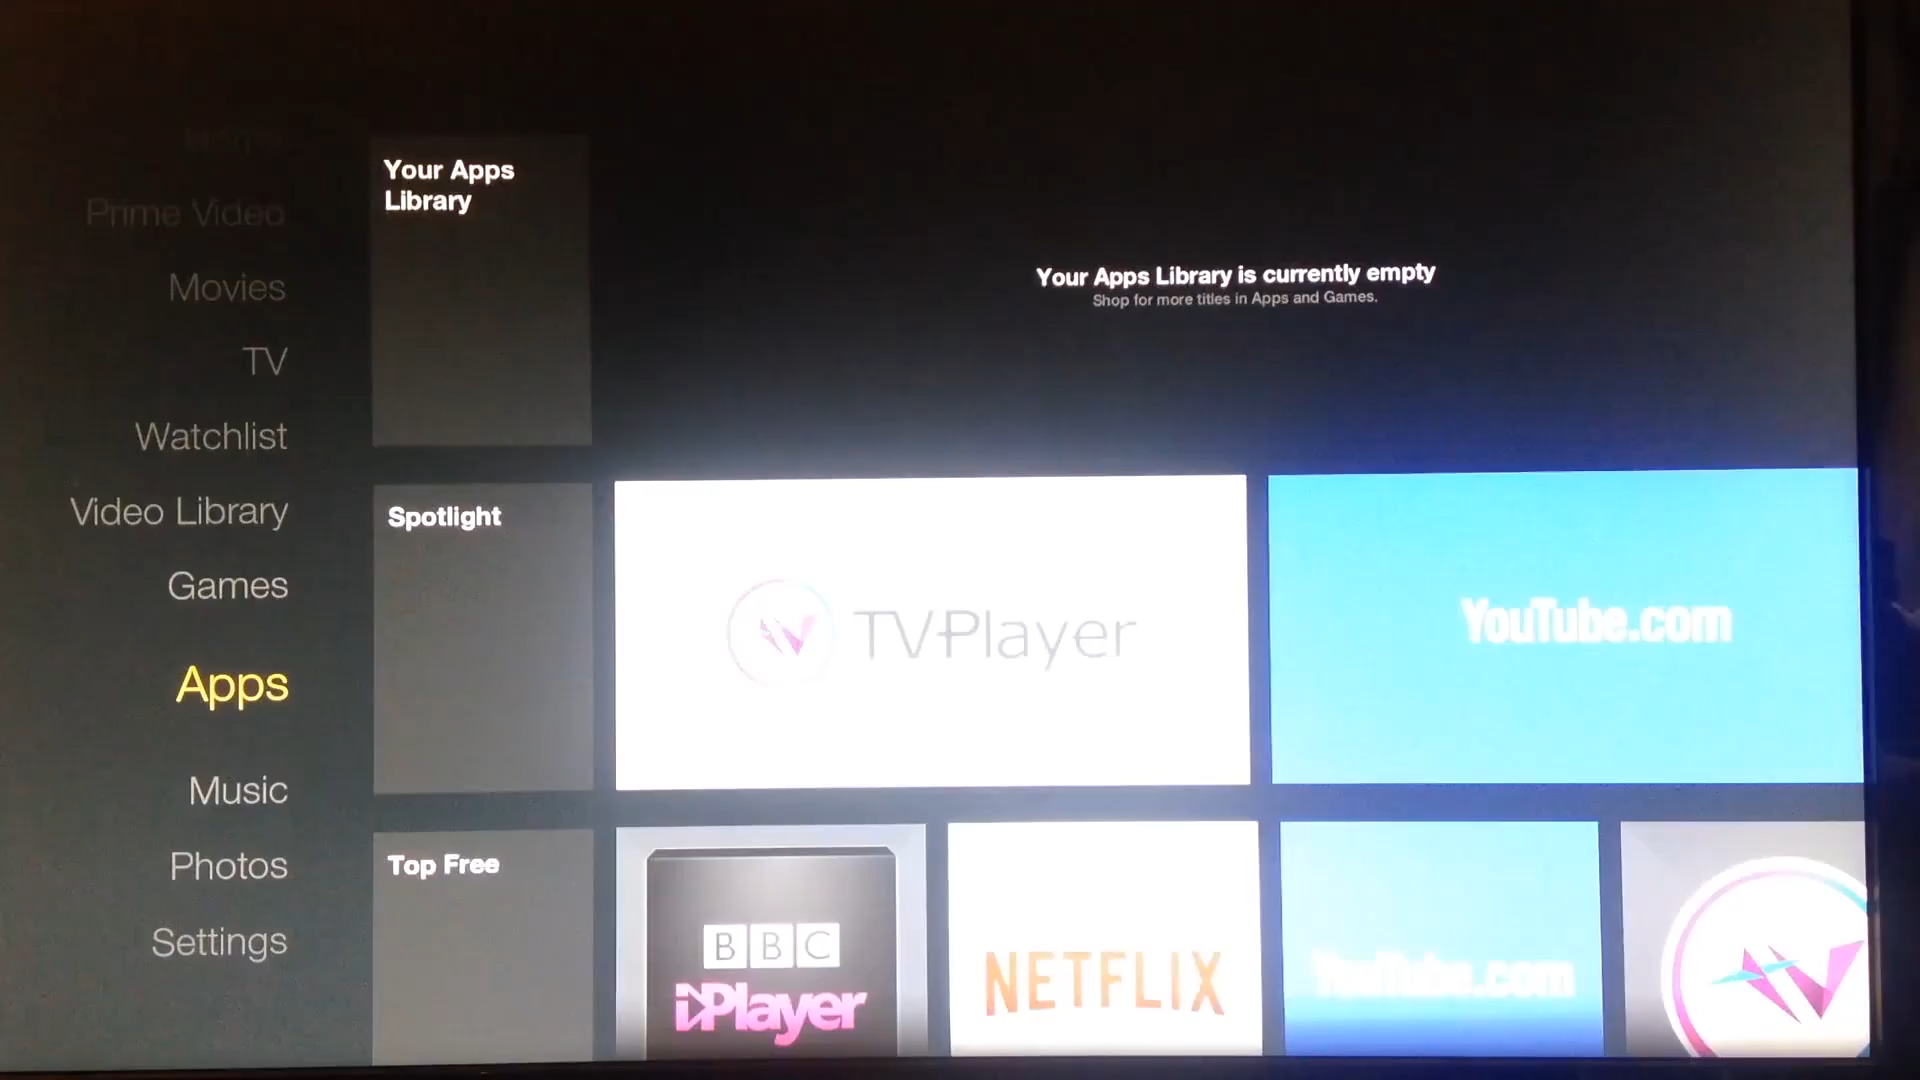 Home
Prime Video
Movies
TV
Watchlist
Video Library
Games
Apps
Music
Photos
Settings
Your Apps
Library
Your Apps Library is currently empty
Shop for more titles in Apps and Games.
Spotlight
TVPlayer
YouTube.com
Top Free
BBC
iPlayer
NETFLIX
YouTube.com